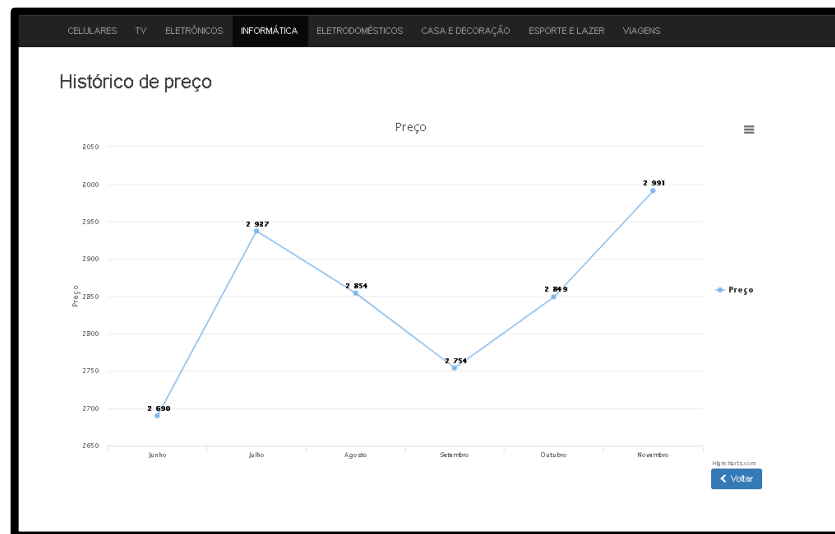 CELULARES TV ELETRÔNICOS INFORMÁTICA ELETRODOMÉSTICOS CASA E DECORAÇÃO ESPORTE E LAZER VIAGENS
Histórico de preço
Preço
3050
3000
2950
2900
2850
2800
2750
2700
2650
Preço
2 690
2 937
2 854
2 754
2 849
2 991
Junho Julho Agosto Setembro Outubro Novembro
Preço
Highcharts.com
Voltar